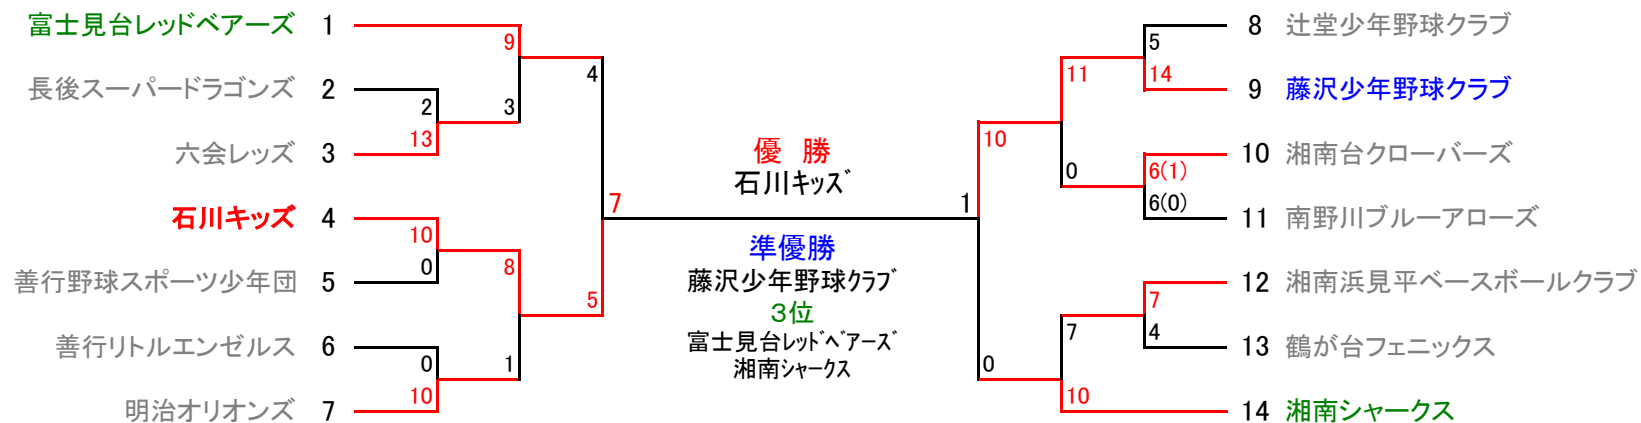 富士見台レッドベアーズ 1
9
長後スーパードラゴンズ 2
2
3
4
六会レッズ 3
13
石川キッズ 4
10
7
善行野球スポーツ少年団 5
0
8
5
善行リトルエンゼルス 6
0
1
明治オリオンズ 7
10
優 勝
石川ｷｯｽﾞ
準優勝
藤沢少年野球ｸﾗﾌﾞ
３位
富士見台ﾚｯﾄﾞﾍﾞｱｰｽﾞ
湘南ｼｬｰｸｽ
8 辻堂少年野球クラブ
5
11
14
9 藤沢少年野球クラブ
10
10 湘南台クローバーズ
6(1)
0
6(0)
1
11 南野川ブルーアローズ
12 湘南浜見平ベースボールクラブ
7
7
4
13 鶴が台フェニックス
0
10
14 湘南シャークス